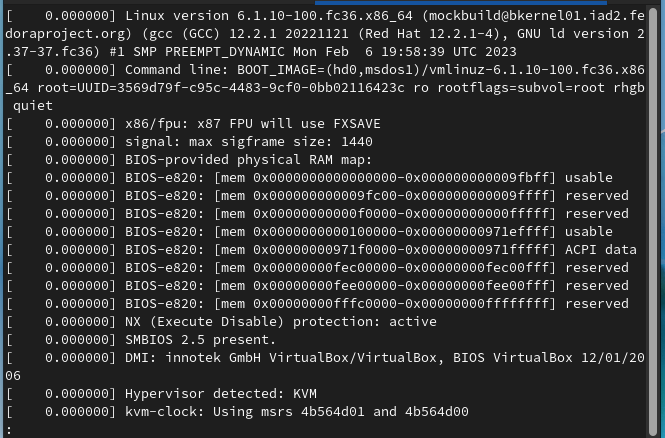 [    0.000000] Linux version 6.1.10-100.fc36.x86_64 (mockbuild@bkernel01.iad2.fe
doraproject.org) (gcc (GCC) 12.2.1 20221121 (Red Hat 12.2.1-4), GNU ld version 2
.37-37.fc36) #1 SMP PREEMPT_DYNAMIC Mon Feb  6 19:58:39 UTC 2023
[    0.000000] Command line: BOOT_IMAGE=(hd0,msdos1)/vmlinuz-6.1.10-100.fc36.x86
_64 root=UUID=3569d79f-c95c-4483-9cf0-0bb02116423c ro rootflags=subvol=root rhgb
 quiet
[    0.000000] x86/fpu: x87 FPU will use FXSAVE
[    0.000000] signal: max sigframe size: 1440
[    0.000000] BIOS-provided physical RAM map:
[    0.000000] BIOS-e820: [mem 0x0000000000000000-0x000000000009fbff] usable
[    0.000000] BIOS-e820: [mem 0x000000000009fc00-0x000000000009ffff] reserved
[    0.000000] BIOS-e820: [mem 0x00000000000f0000-0x00000000000fffff] reserved
[    0.000000] BIOS-e820: [mem 0x0000000000100000-0x00000000971effff] usable
[    0.000000] BIOS-e820: [mem 0x00000000971f0000-0x00000000971fffff] ACPI data
[    0.000000] BIOS-e820: [mem 0x00000000fec00000-0x00000000fec00fff] reserved
[    0.000000] BIOS-e820: [mem 0x00000000fee00000-0x00000000fee00fff] reserved
[    0.000000] BIOS-e820: [mem 0x00000000fffc0000-0x00000000ffffffff] reserved
[    0.000000] NX (Execute Disable) protection: active
[    0.000000] SMBIOS 2.5 present.
[    0.000000] DMI: innotek GmbH VirtualBox/VirtualBox, BIOS VirtualBox 12/01/20
06
[    0.000000] Hypervisor detected: KVM
[    0.000000] kvm-clock: Using msrs 4b564d01 and 4b564d00
: